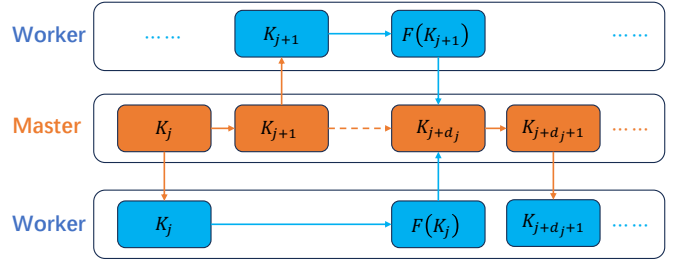 Worker …… K_{j+1} F(K_{j+1}) ……
Master K_j K_{j+1} K_{j+d_j} K_{j+d_j+1} ……
Worker K_j F(K_j) K_{j+d_j+1} ……